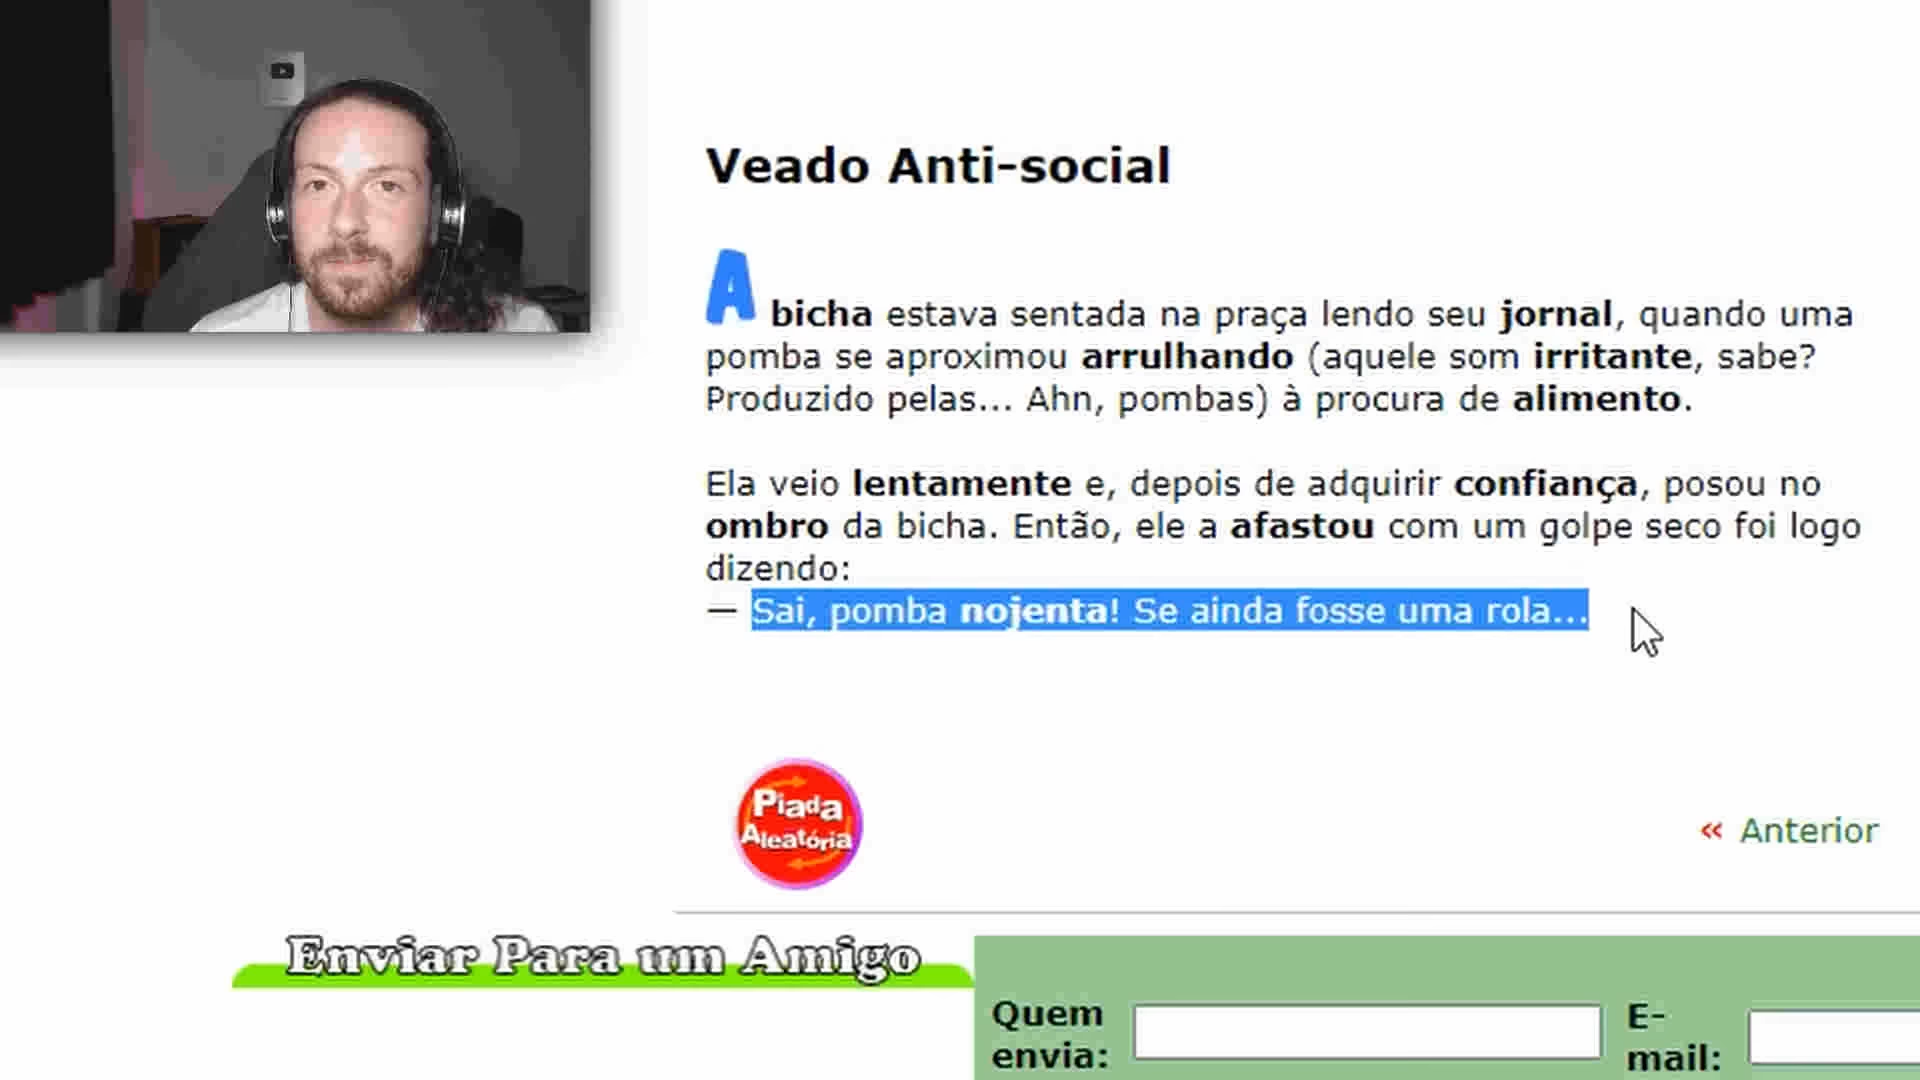 Veado Anti-social
A bicha estava sentada na praça lendo seu jornal, quando uma
pomba se aproximou arrulhando (aquele som irritante, sabe?
Produzido pelas... Ahn, pombas) à procura de alimento.
Ela veio lentamente e, depois de adquirir confiança, posou no
ombro da bicha. Então, ele a afastou com um golpe seco foi logo
dizendo:
— Sai, pomba nojenta! Se ainda fosse uma rola...
Piada
Aleatória
« Anterior
Enviar Para um Amigo
Quem
envia:
E-
mail: